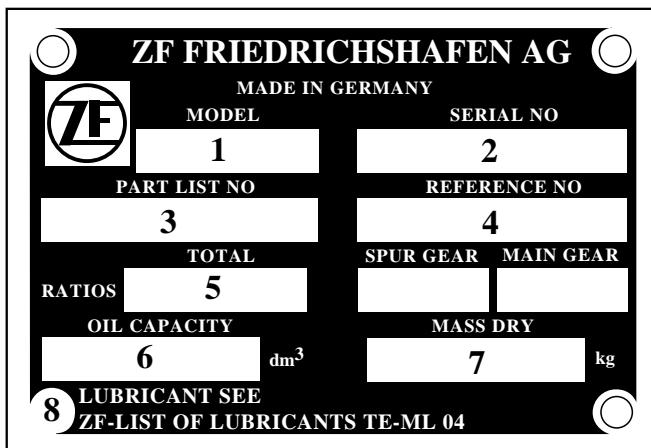 ZF FRIEDRICHSHAFEN AG
MADE IN GERMANY
ZF
MODEL SERIAL NO
1 2
PART LIST NO REFERENCE NO
3 4
TOTAL SPUR GEAR MAIN GEAR
RATIOS 5
OIL CAPACITY MASS DRY
6 dm³ 7 kg
8 LUBRICANT SEE
ZF-LIST OF LUBRICANTS TE-ML 04